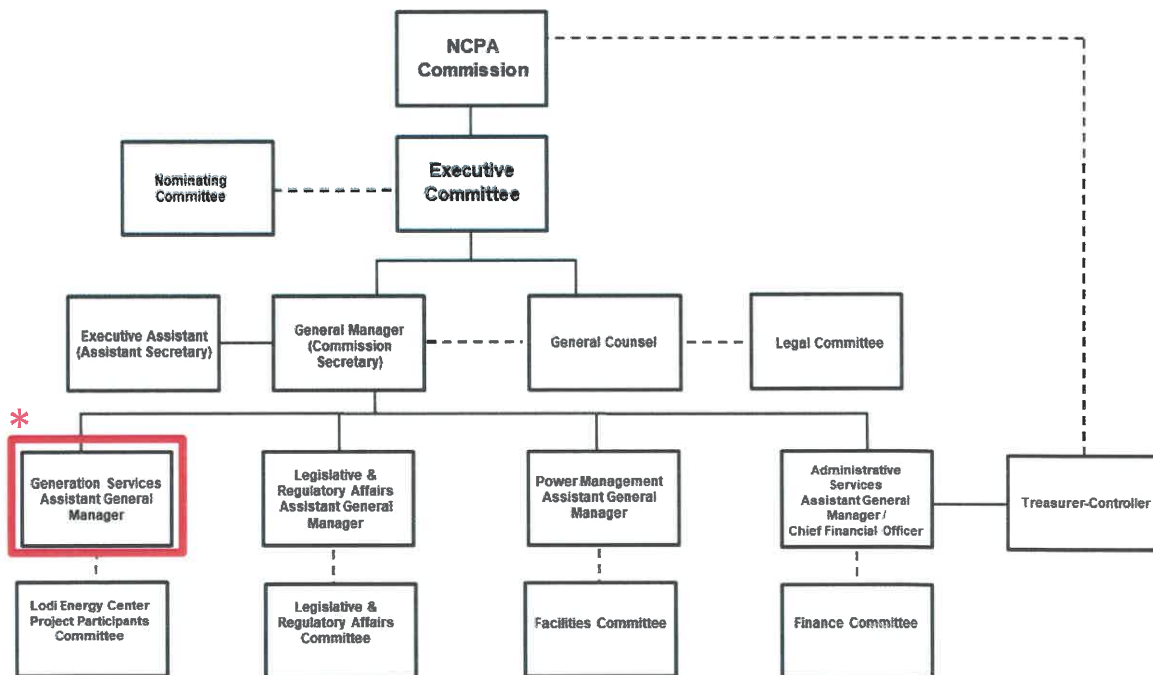 NCPA
Commission
Nominating
Committee
Executive
Committee
Executive Assistant
(Assistant Secretary)
General Manager
(Commission
Secretary)
General Counsel
Legal Committee
*
Generation Services
Assistant General
Manager
Legislative &
Regulatory Affairs
Assistant General
Manager
Power Management
Assistant General
Manager
Administrative
Services
Assistant General
Manager /
Chief Financial Officer
Treasurer-Controller
Lodi Energy Center
Project Participants
Committee
Legislative &
Regulatory Affairs
Committee
Facilities Committee
Finance Committee